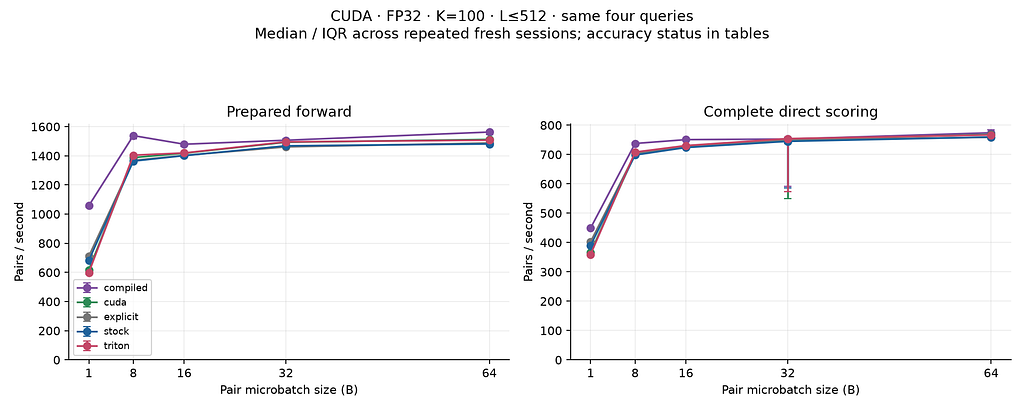 CUDA · FP32 · K=100 · L≤512 · same four queries
Median / IQR across repeated fresh sessions; accuracy status in tables
Prepared forward
Pairs / second
1600
1400
1200
1000
800
600
400
200
0
compiled
cuda
explicit
stock
triton
1 8 16 32 64
Pair microbatch size (B)
Complete direct scoring
Pairs / second
800
700
600
500
400
300
200
100
0
1 8 16 32 64
Pair microbatch size (B)